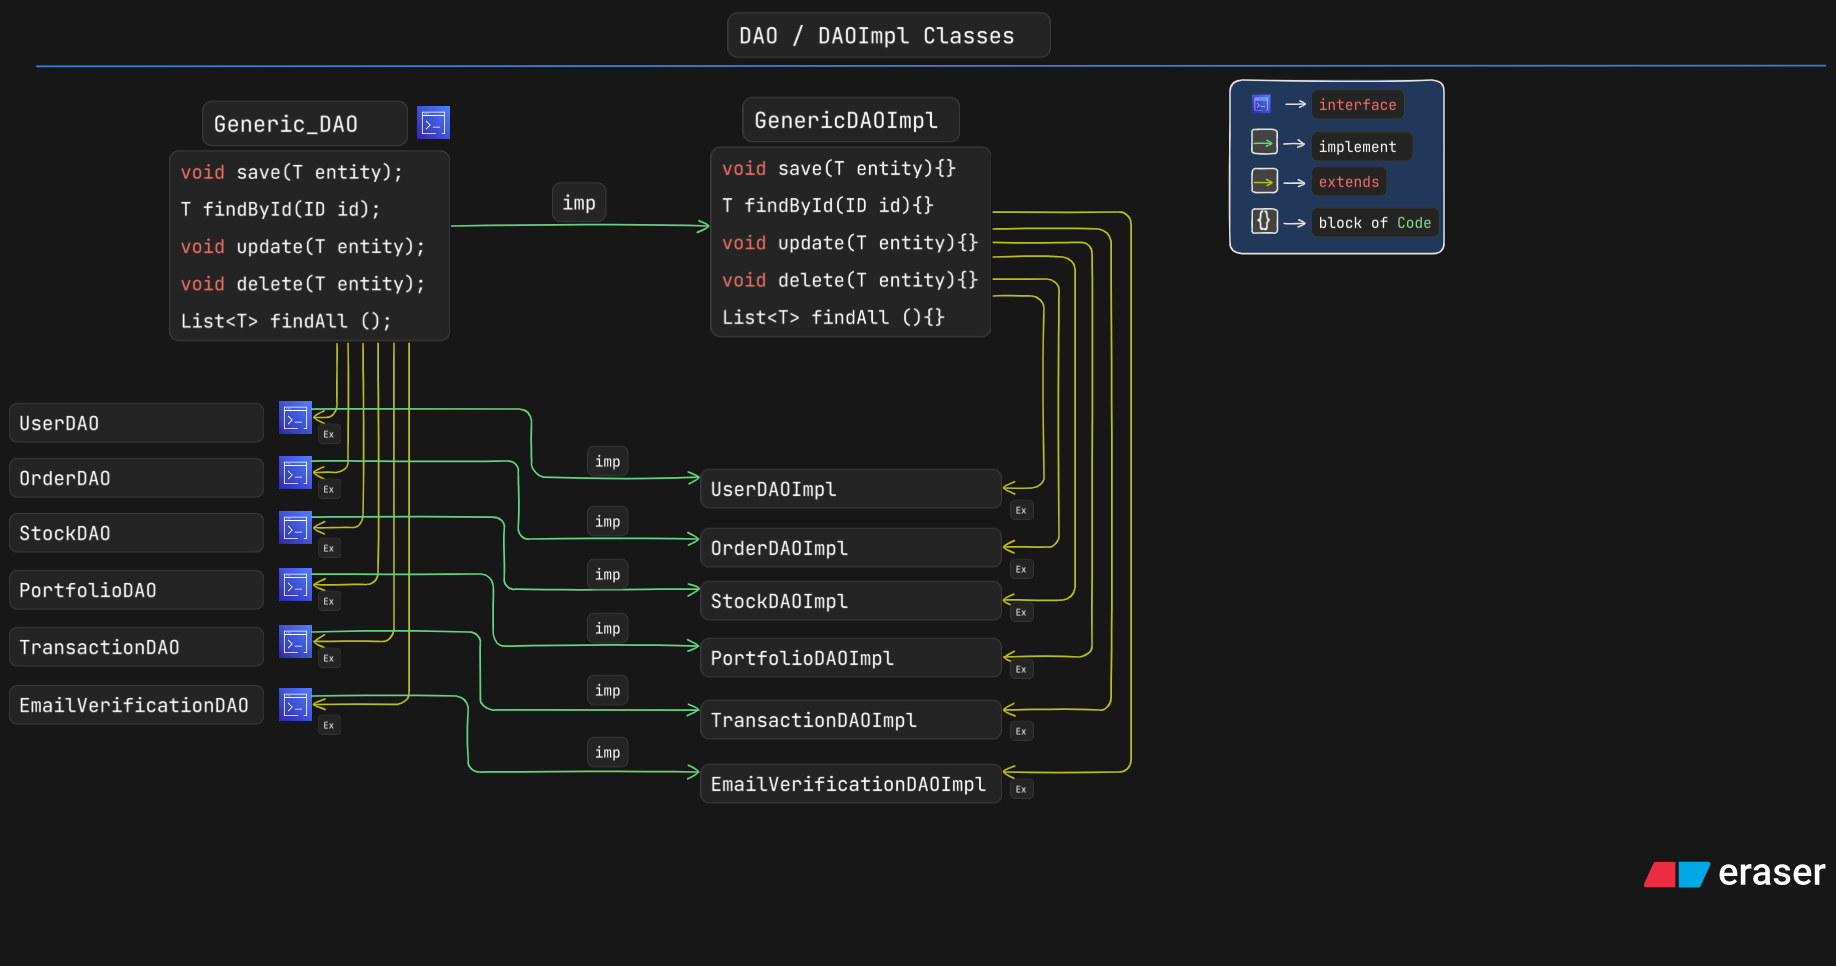 DAO / DAOImpl Classes
Generic_DAO
void save(T entity);
T findById(ID id);
void update(T entity);
void delete(T entity);
List<T> findAll ();
imp
GenericDAOImpl
void save(T entity){}
T findById(ID id){}
void update(T entity){}
void delete(T entity){}
List<T> findAll (){}
interface
implement
extends
{} block of Code
UserDAO
Ex
OrderDAO
Ex
StockDAO
Ex
PortfolioDAO
Ex
TransactionDAO
Ex
EmailVerificationDAO
Ex
imp
imp
imp
imp
imp
imp
UserDAOImpl
Ex
OrderDAOImpl
Ex
StockDAOImpl
Ex
PortfolioDAOImpl
Ex
TransactionDAOImpl
Ex
EmailVerificationDAOImpl
Ex
eraser